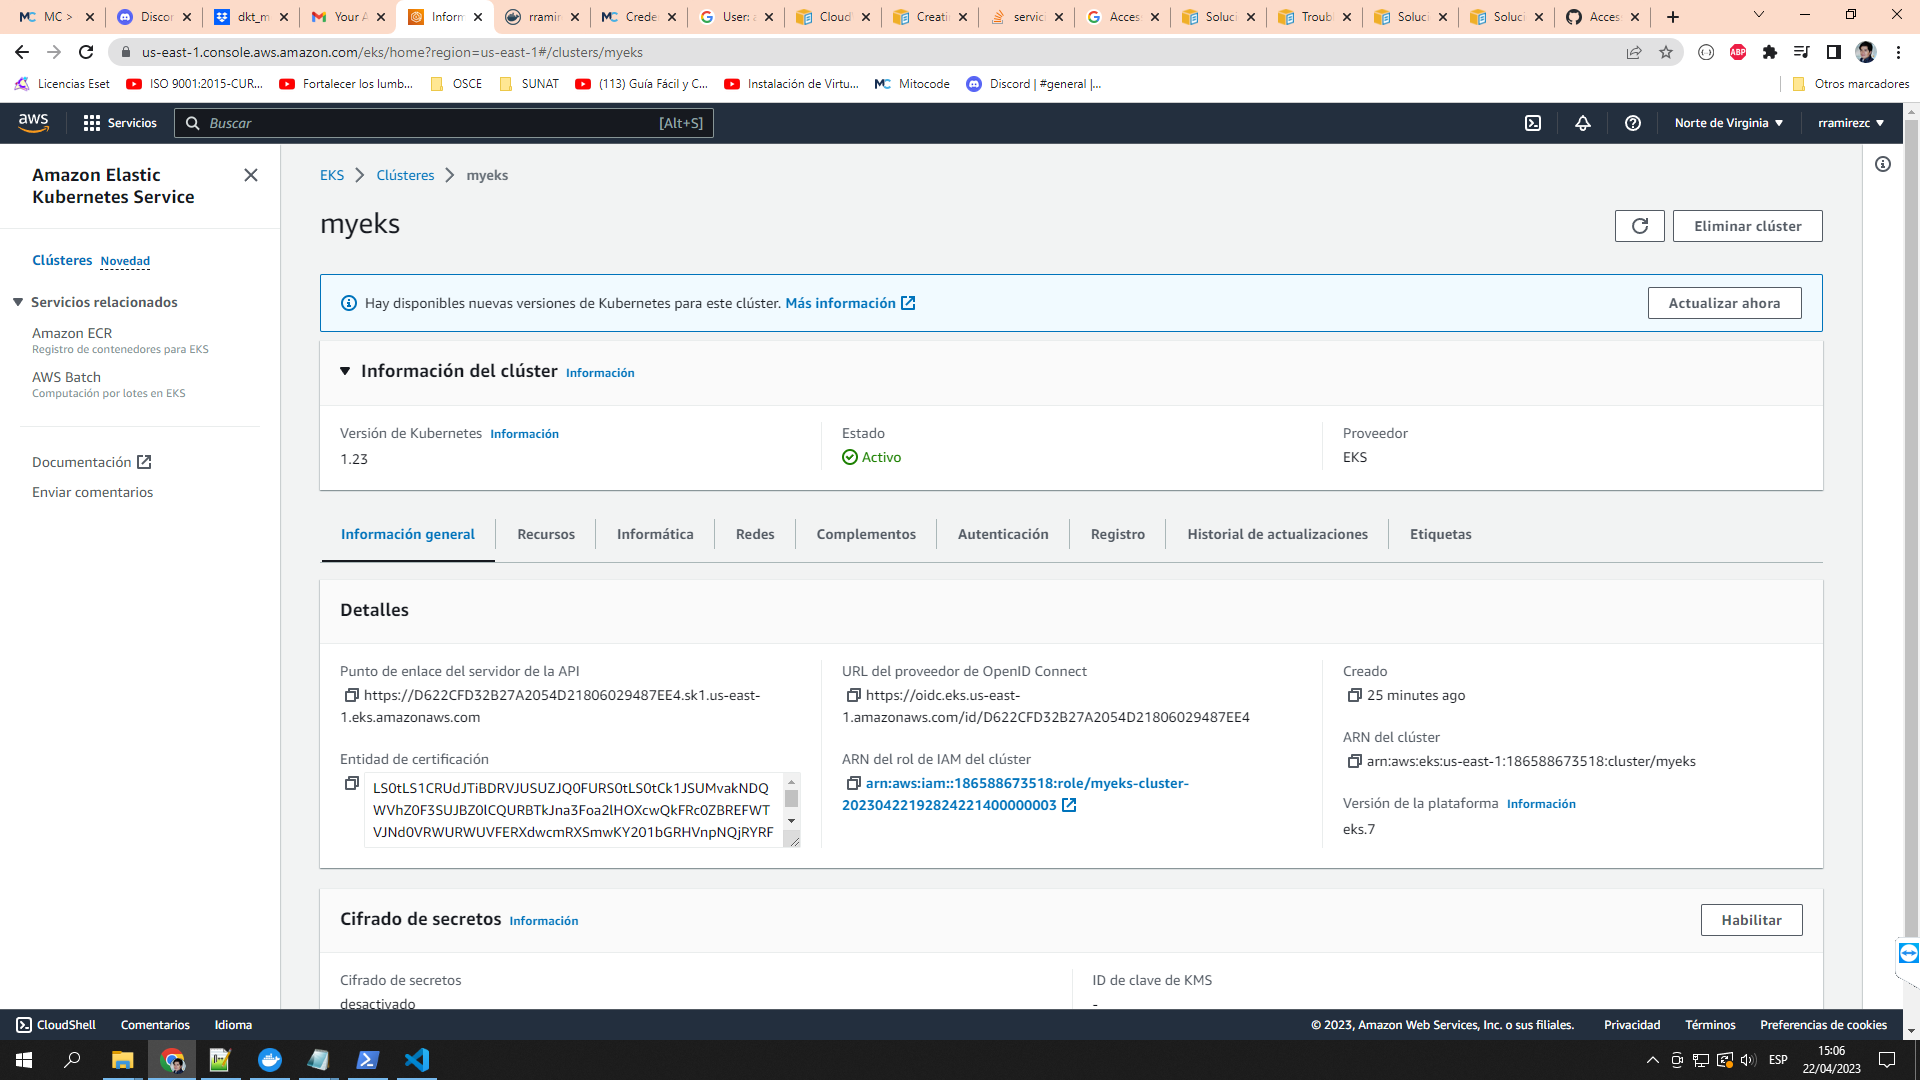 MC >
Discor
dkt_m
Your A
Inform
rramir
Crede
User: a
Cloud
Creatin
servici
Acces
Soluci
Troub
Soluci
Soluci
Acces
us-east-1.console.aws.amazon.com/eks/home?region=us-east-1#/clusters/myeks
Licencias Eset
ISO 9001:2015-CUR...
Fortalecer los lumb...
OSCE
SUNAT
(113) Guía Fácil y C...
Instalación de Virtu...
MC Mitocode
Discord | #general |...
Otros marcadores
aws
Servicios
Buscar
[Alt+S]
Norte de Virginia
rramirezc
Amazon Elastic
Kubernetes Service
Clústeres Novedad
Servicios relacionados
Amazon ECR
Registro de contenedores para EKS
AWS Batch
Computación por lotes en EKS
Documentación
Enviar comentarios
EKS > Clústeres > myeks
myeks
Eliminar clúster
Hay disponibles nuevas versiones de Kubernetes para este clúster. Más información
Actualizar ahora
Información del clúster Información
Versión de Kubernetes Información
1.23
Estado
Activo
Proveedor
EKS
Información general
Recursos
Informática
Redes
Complementos
Autenticación
Registro
Historial de actualizaciones
Etiquetas
Detalles
Punto de enlace del servidor de la API
https://D622CFD32B27A2054D21806029487EE4.sk1.us-east-
1.eks.amazonaws.com
Entidad de certificación
LS0tLS1CRUdJTiBDRVJUSUZJQ0FURS0tLS0tCk1JSUMvakNDQ
WVhZ0F3SUJBZ0lCQURBTkJna3Foa2lHOXcwQkFRc0ZBREFWT
VJNd0VRWURWUVFERXdwcmRXSmwKY201bGRHVnpNQjRYRF
URL del proveedor de OpenID Connect
https://oidc.eks.us-east-
1.amazonaws.com/id/D622CFD32B27A2054D21806029487EE4
ARN del rol de IAM del clúster
arn:aws:iam::186588673518:role/myeks-cluster-
20230422192824221400000003
Creado
25 minutes ago
ARN del clúster
arn:aws:eks:us-east-1:186588673518:cluster/myeks
Versión de la plataforma Información
eks.7
Cifrado de secretos Información
Habilitar
Cifrado de secretos
desactivado
ID de clave de KMS
-
CloudShell
Comentarios
Idioma
© 2023, Amazon Web Services, Inc. o sus filiales.
Privacidad
Términos
Preferencias de cookies
ESP
15:06
22/04/2023